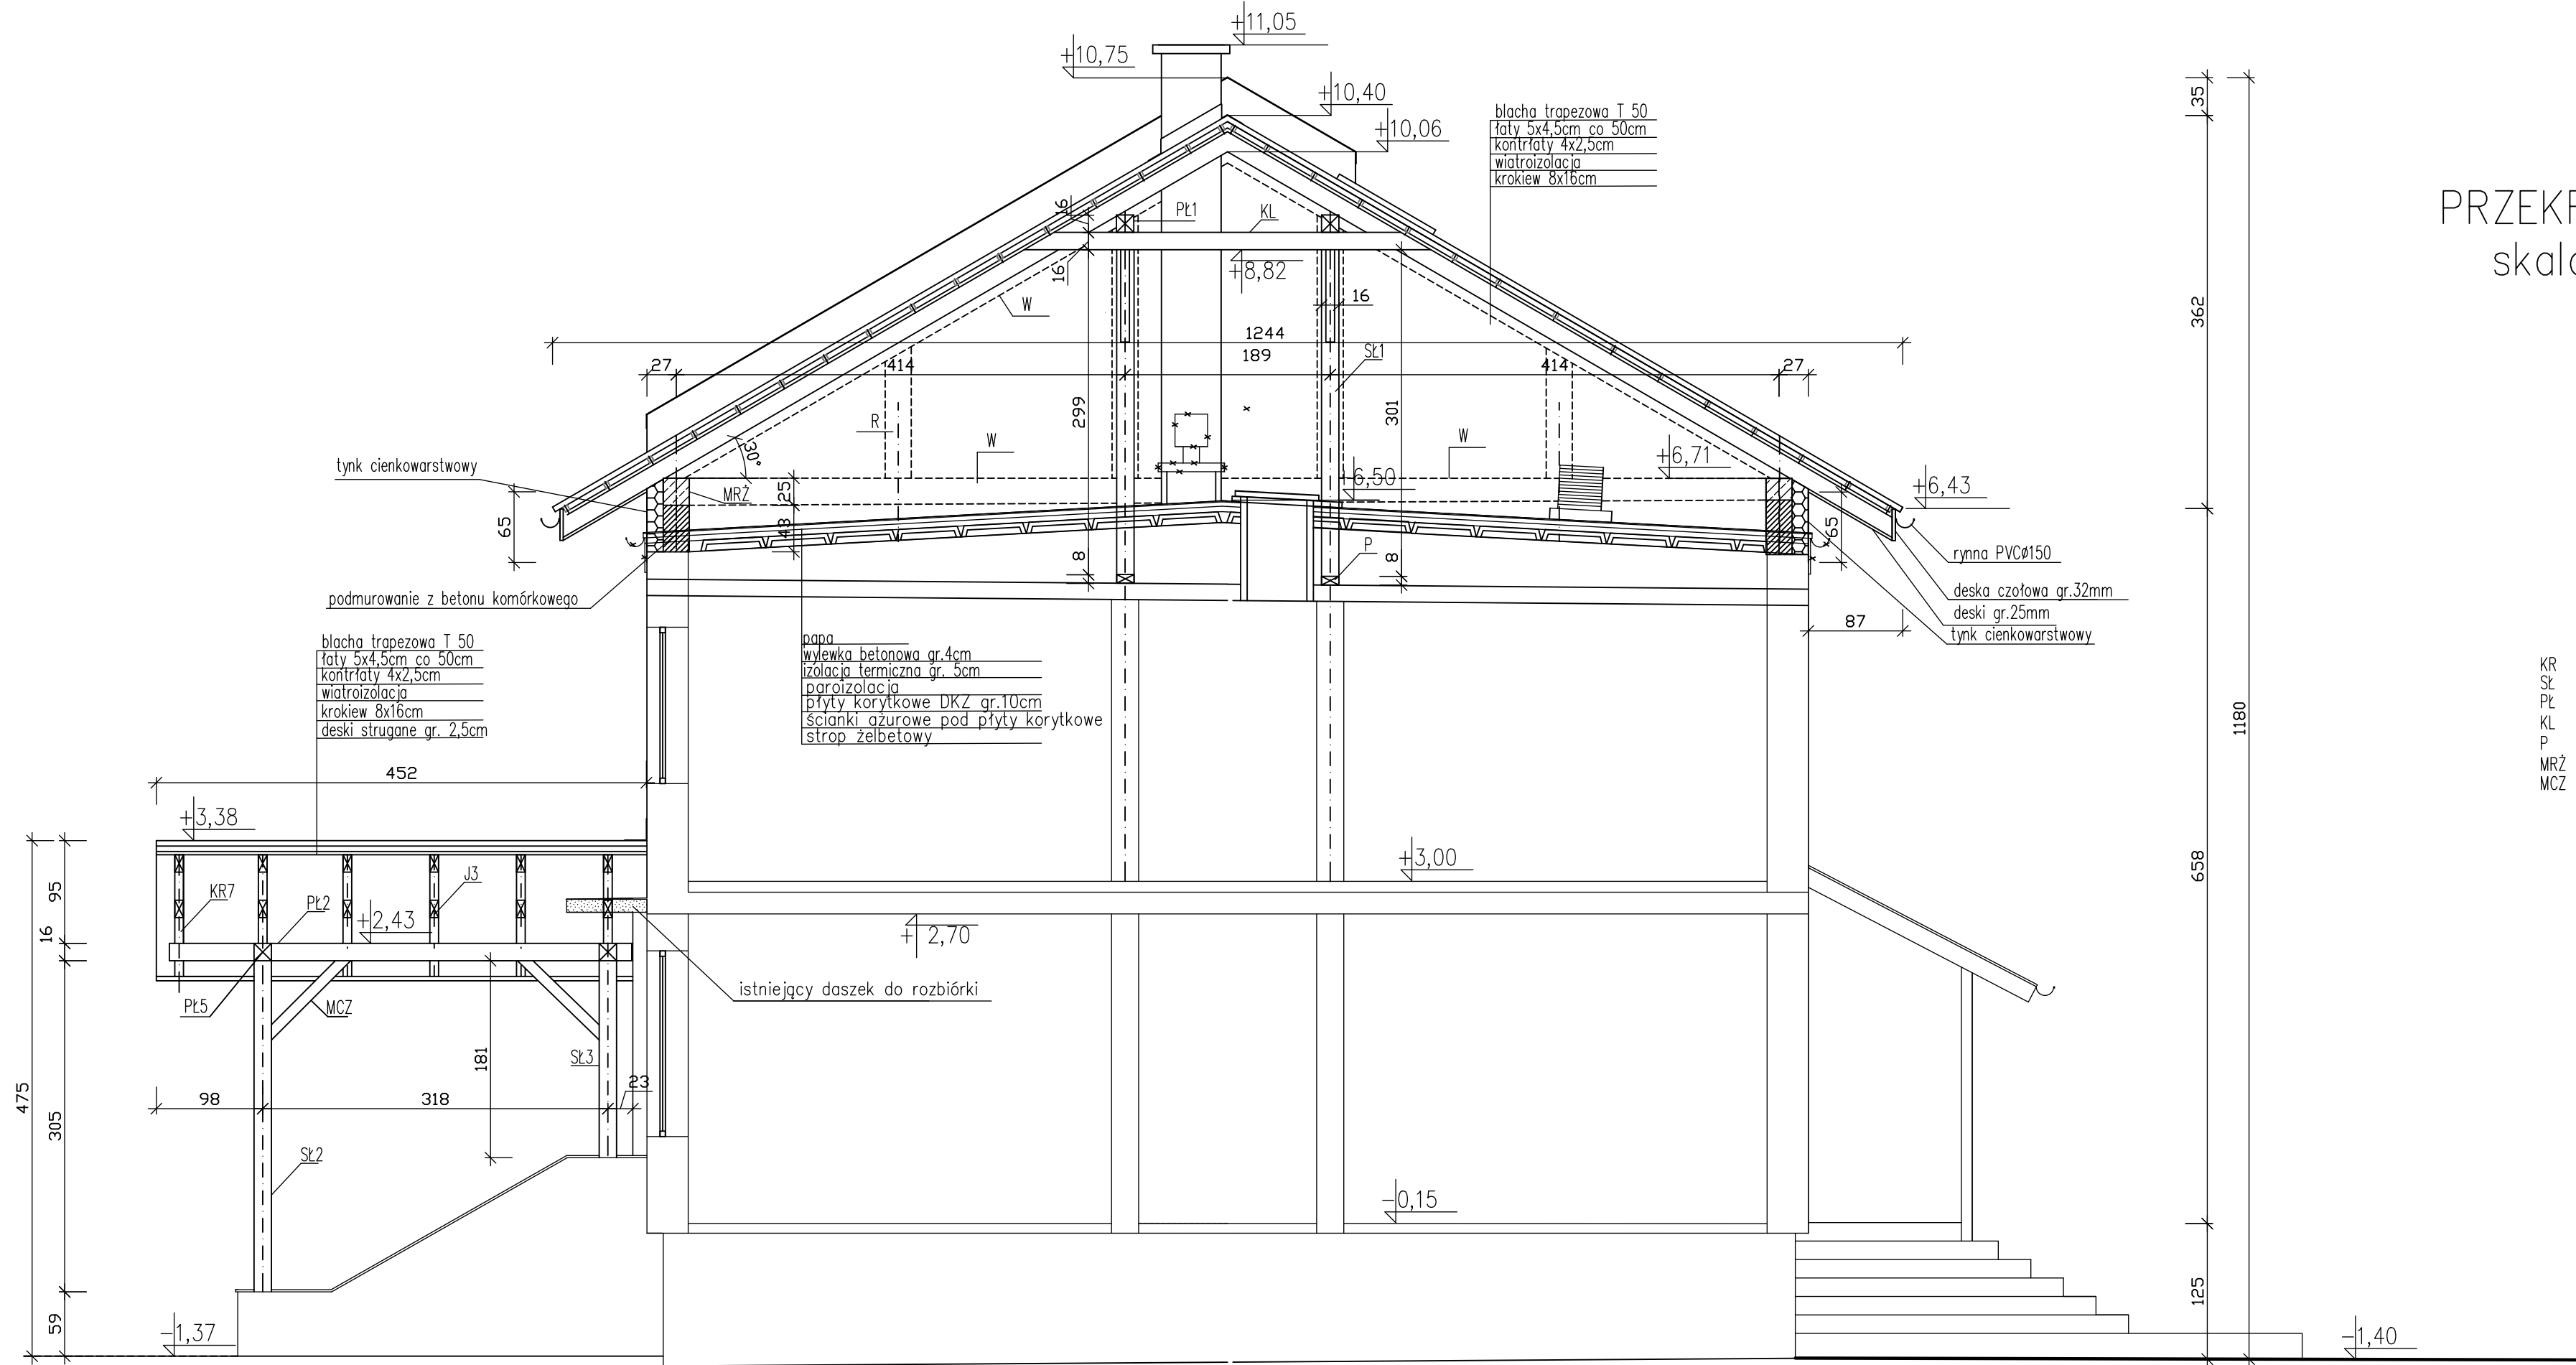 +11,05
+10,75
+10,40
+10,06
blacha trapezowa T 50
łaty 5x4,5cm co 50cm
kontrłaty 4x2,5cm
wiatroizolacja
krokiew 8x16cm
35
16
PŁ1
KL
+8,82
16
16
W
1244
189
SŁ1
362
27
414
414
27
299
301
R
W
W
30°
tynk cienkowarstwowy
MRŻ
25
43
65
+6,50
+6,71
+6,43
65
8
8
P
rynna PVCØ150
deska czołowa gr.32mm
deski gr.25mm
tynk cienkowarstwowy
87
podmurowanie z betonu komórkowego
blacha trapezowa T 50
łaty 5x4,5cm co 50cm
kontrłaty 4x2,5cm
wiatroizolacja
krokiew 8x16cm
deski strugane gr. 2,5cm
papa
wylewka betonowa gr.4cm
izolacja termiczna gr. 5cm
paroizolacja
płyty korytkowe DKZ gr.10cm
ścianki ażurowe pod płyty korytkowe
strop żelbetowy
PRZEKR
skala
KR
SŁ
PŁ
KL
P
MRŻ
MCZ
1180
658
452
+3,38
+3,00
95
KR7
PŁ2
J3
+2,43
16
+2,70
istniejący daszek do rozbiórki
PŁ5
MCZ
181
SŁ3
23
98
318
475
305
SŁ2
-0,15
125
59
-1,37
-1,40